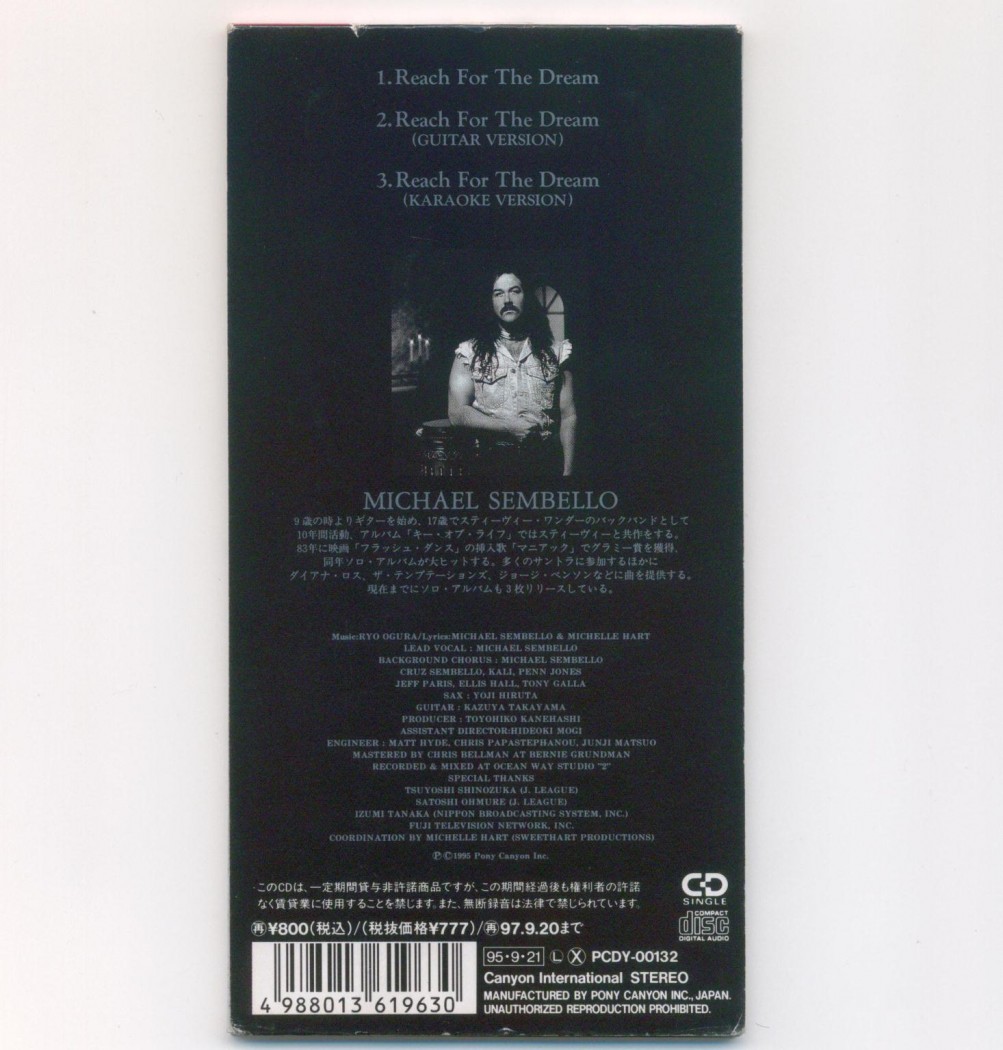 1.Reach For The Dream
2.Reach For The Dream
(GUITAR VERSION)
3.Reach For The Dream
(KARAOKE VERSION)
MICHAEL SEMBELLO
9歳の時よりギターを始め、17歳でスティーヴィー・ワンダーのバックバンドとして
10年間活動、アルバム「キー・オブ・ライフ」ではスティーヴィーと共作をする。
83年に映画「フラッシュ・ダンス」の挿入歌「マニアック」でグラミー賞を獲得、
同年ソロ・アルバムが大ヒットする。多くのサントラに参加するほかに
ダイアナ・ロス、ザ・テンプテーションズ、ジョージ・ベンソンなどに曲を提供する。
現在までにソロ・アルバムも3枚リリースしている。
Music:RYO OGURA/Lyrics:MICHAEL SEMBELLO & MICHELLE HART
LEAD VOCAL : MICHAEL SEMBELLO
BACKGROUND CHORUS : MICHAEL SEMBELLO
CRUZ SEMBELLO, KALI, PENN JONES
JEFF PARIS, ELLIS HALL, TONY GALLA
SAX : YOJI HIRUTA
GUITAR : KAZUYA TAKAYAMA
PRODUCER : TOYOHIKO KANEHASHI
ASSISTANT DIRECTOR:HIDEOKI MOGI
ENGINEER : MATT HYDE, CHRIS PAPASTEPHANOU, JUNJI MATSUO
MASTERED BY CHRIS BELLMAN AT BERNIE GRUNDMAN
RECORDED & MIXED AT OCEAN WAY STUDIO "2"
SPECIAL THANKS
TSUYOSHI SHINOZUKA (J. LEAGUE)
SATOSHI OHMURE (J. LEAGUE)
IZUMI TANAKA (NIPPON BROADCASTING SYSTEM, INC.)
FUJI TELEVISION NETWORK, INC.
COORDINATION BY MICHELLE HART (SWEETHART PRODUCTIONS)
Ⓟ©1995 Pony Canyon Inc.
・このCDは、一定期間貸与非許諾商品ですが、この期間経過後も権利者の許諾
なく賃貸業に使用することを禁じます。また、無断録音は法律で禁じられています。
㊢¥800(税込)/(税抜価格¥777)/㊢97.9.20まで
CD
SINGLE
COMPACT
disc
DIGITAL AUDIO
95・9・21 Ⓛ Ⓧ PCDY-00132
Canyon International STEREO
MANUFACTURED BY PONY CANYON INC., JAPAN.
UNAUTHORIZED REPRODUCTION PROHIBITED.
4 988013 619630